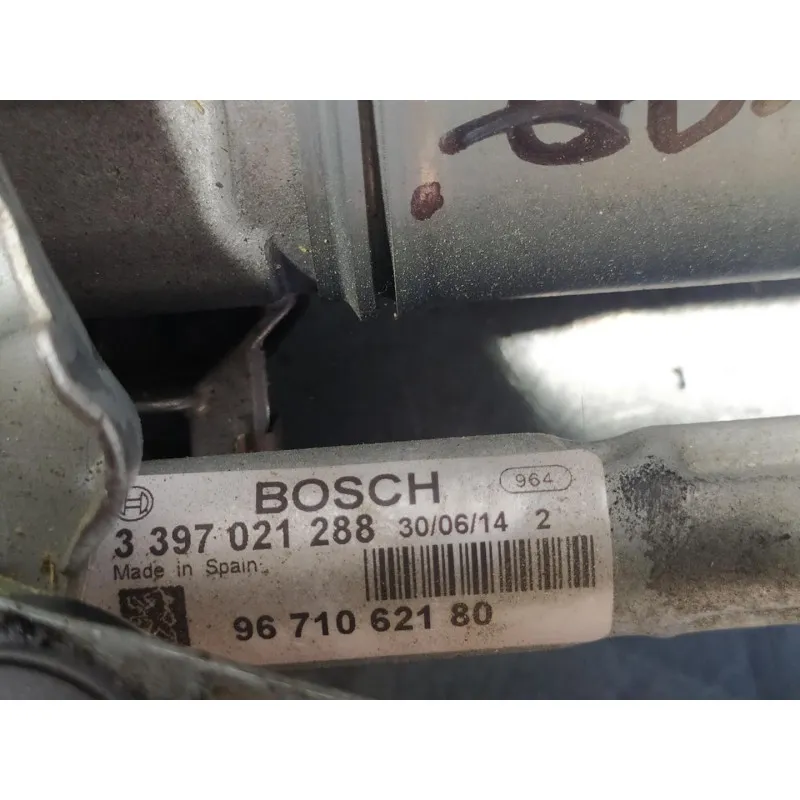 BOSCH 964
3 397 021 288 30/06/14 2
Made in Spain
96 710 621 80